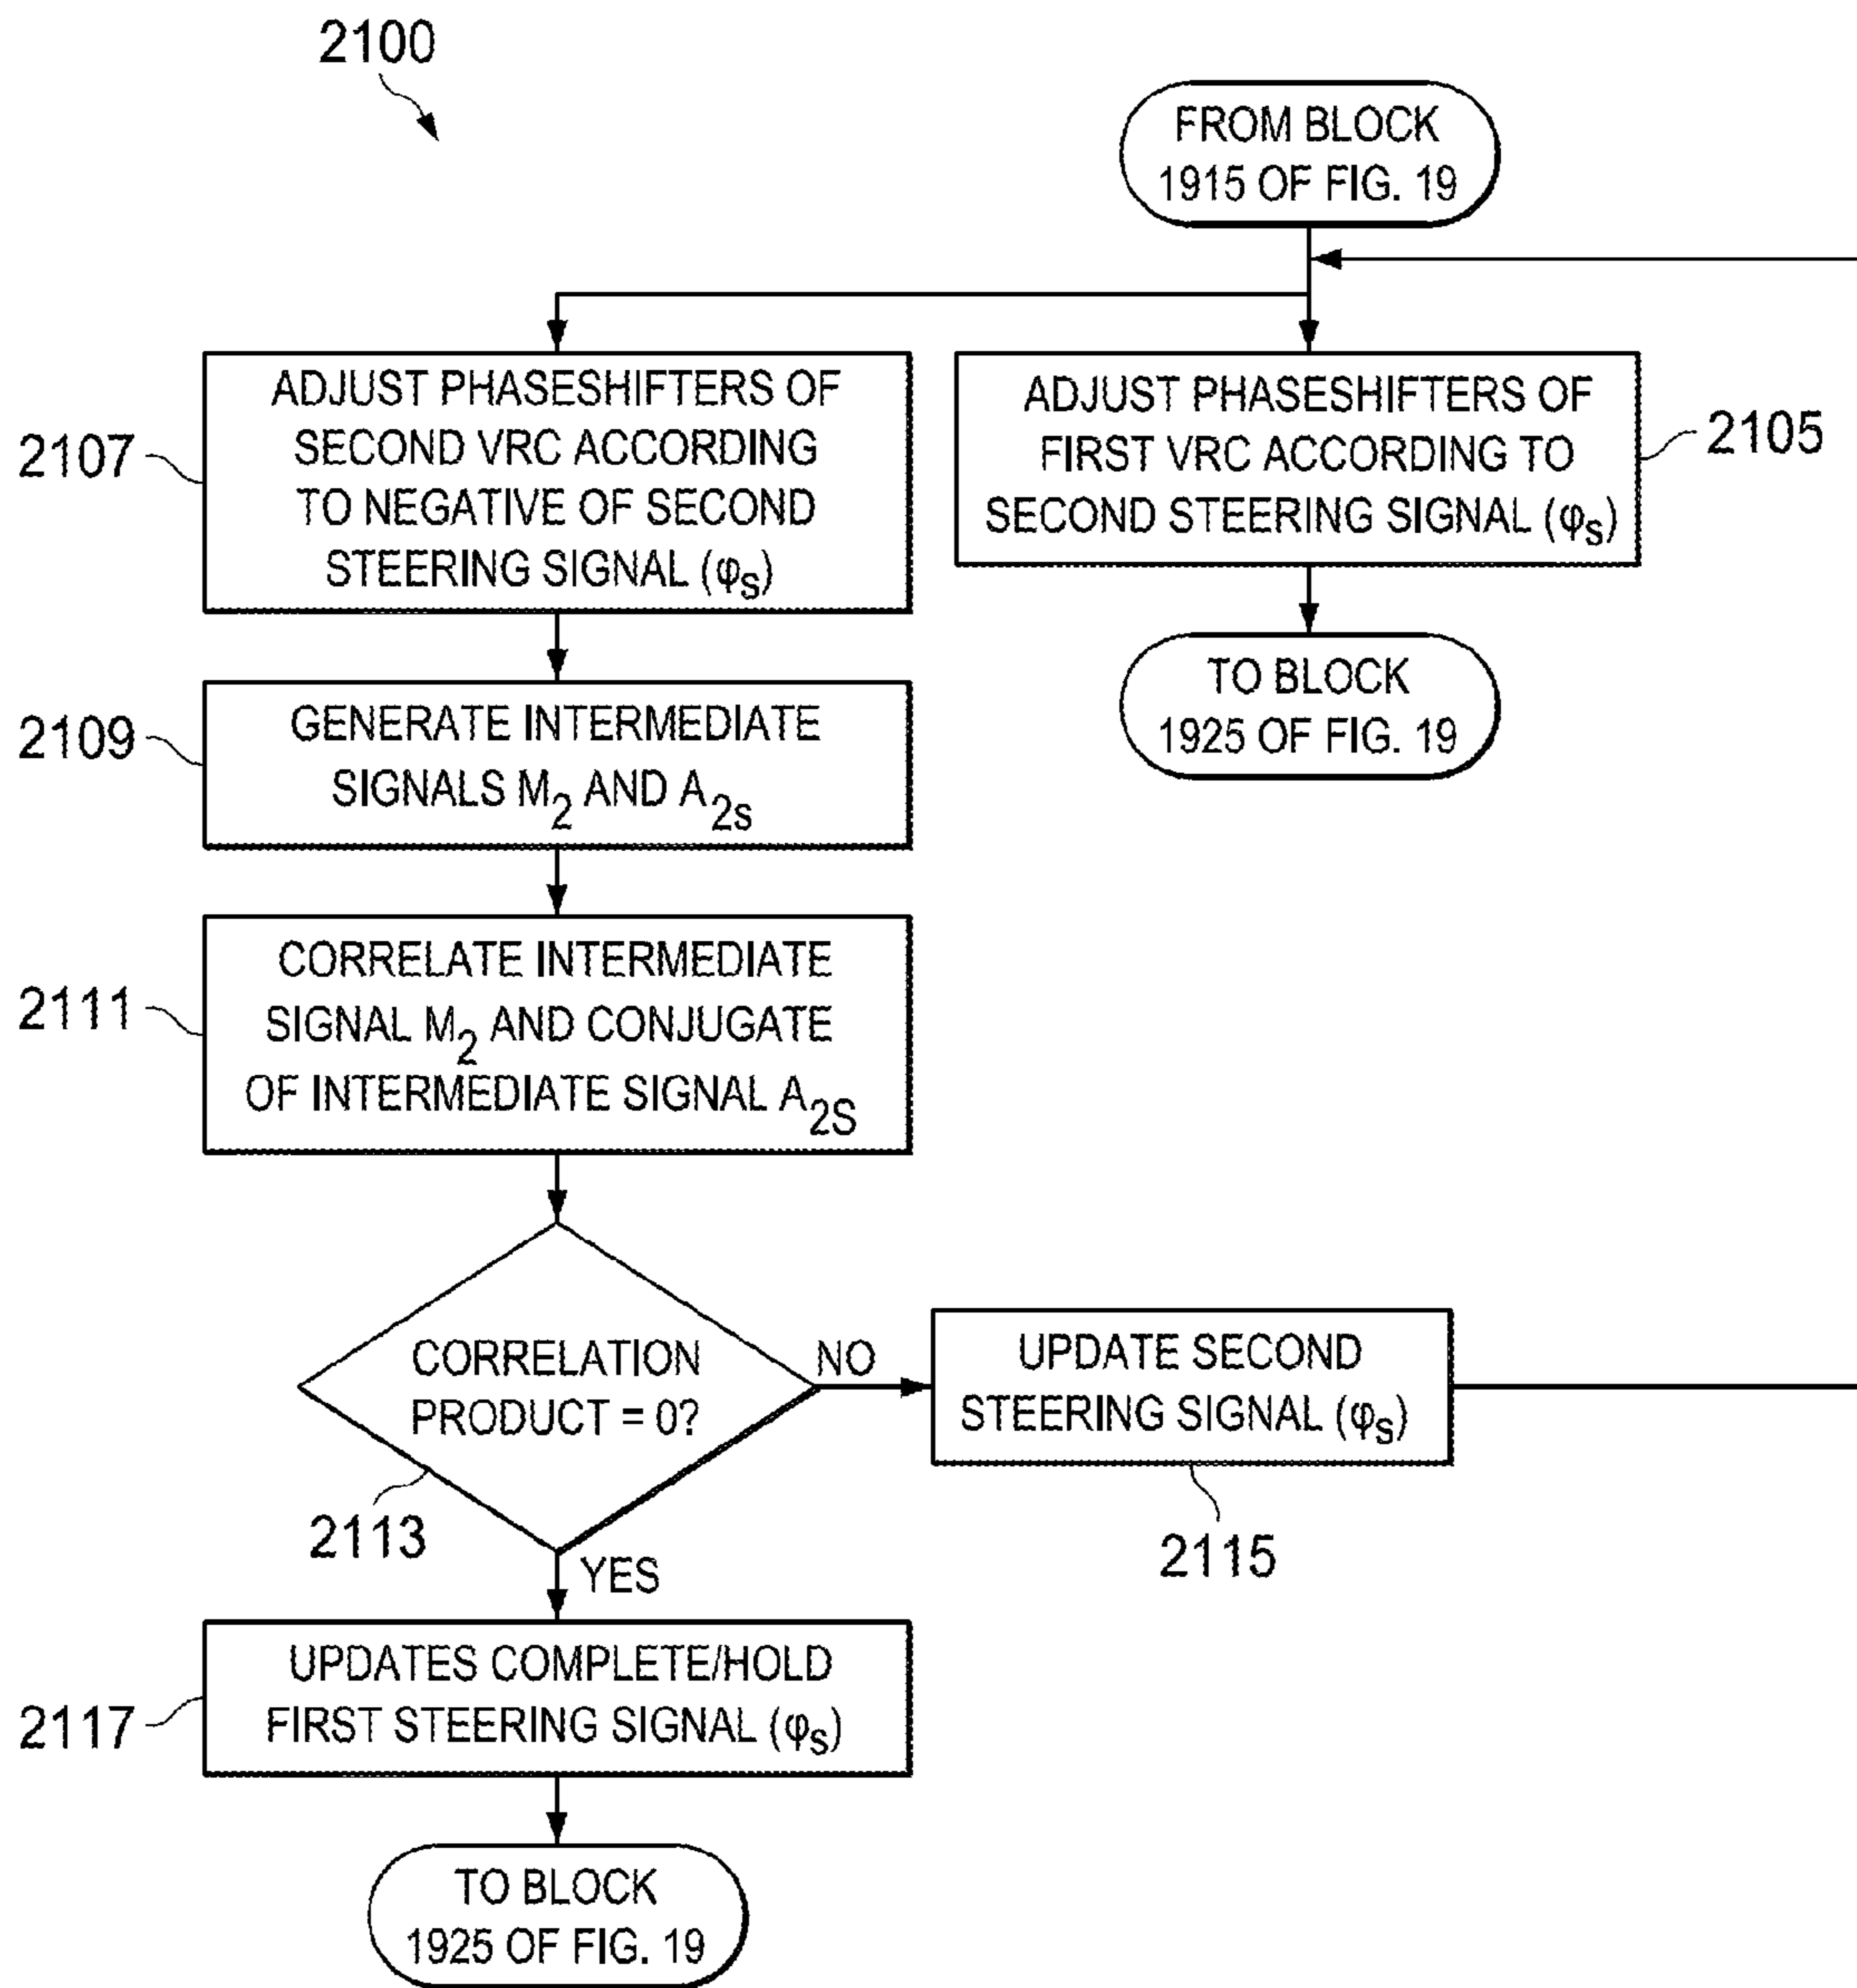 2100
FROM BLOCK
1915 OF FIG. 19
ADJUST PHASESHIFTERS OF
SECOND VRC ACCORDING
TO NEGATIVE OF SECOND
STEERING SIGNAL (φs)
2107
ADJUST PHASESHIFTERS OF
FIRST VRC ACCORDING TO
SECOND STEERING SIGNAL (φs)
2105
TO BLOCK
1925 OF FIG. 19
GENERATE INTERMEDIATE
SIGNALS M2 AND A2s
2109
CORRELATE INTERMEDIATE
SIGNAL M2 AND CONJUGATE
OF INTERMEDIATE SIGNAL A2S
2111
CORRELATION
PRODUCT = 0?
2113
NO
UPDATE SECOND
STEERING SIGNAL (φs)
2115
YES
UPDATES COMPLETE/HOLD
FIRST STEERING SIGNAL (φs)
2117
TO BLOCK
1925 OF FIG. 19